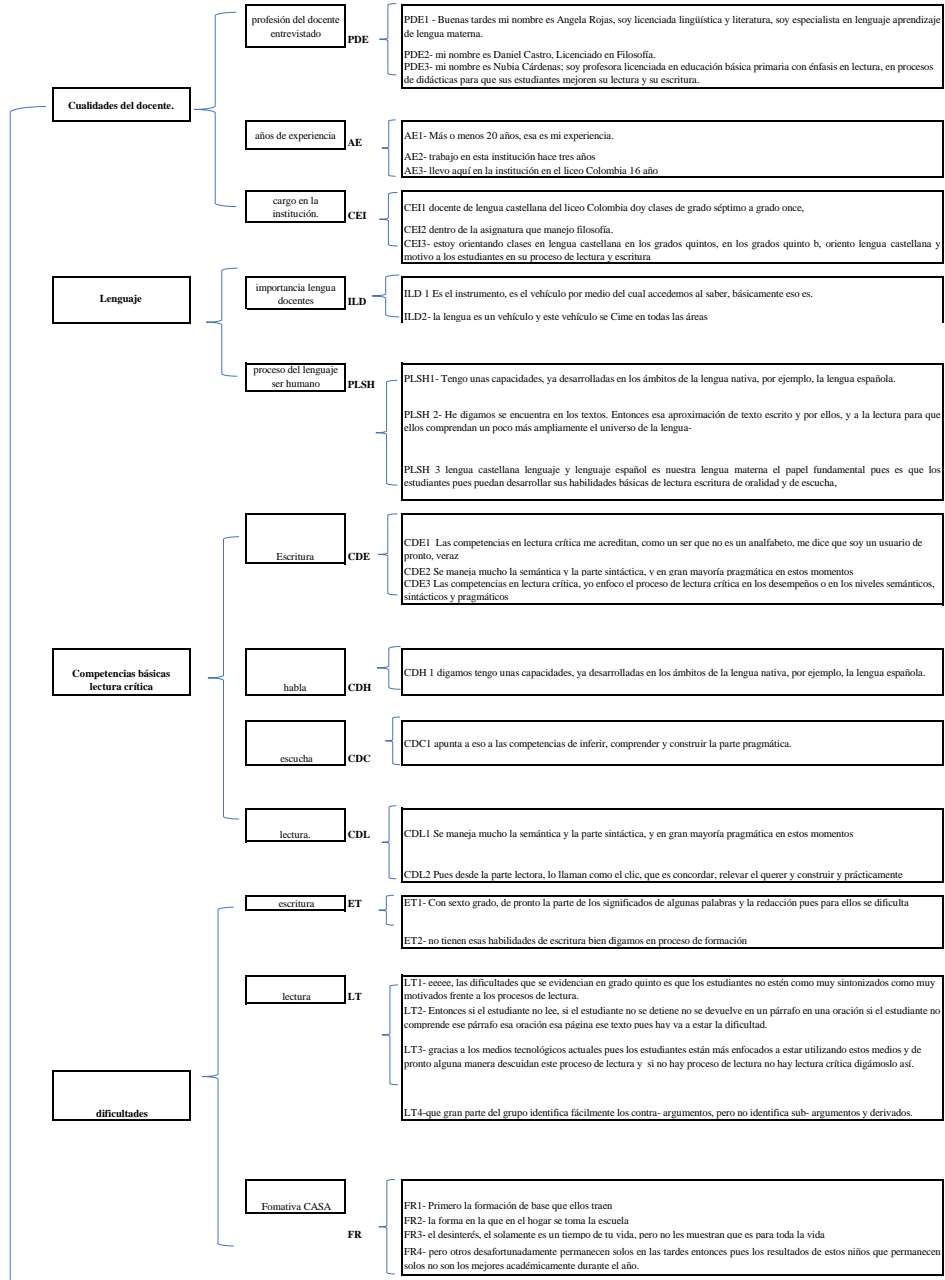 profesión del docente
entrevistado
PDE
PDE1 - Buenas tardes mi nombre es Angela Rojas, soy licenciada lingüística y literatura, soy especialista en lenguaje aprendizaje
de lengua materna.
PDE2- mi nombre es Daniel Castro, Licenciado en Filosofía.
PDE3- mi nombre es Nubia Cárdenas; soy profesora licenciada en educación básica primaria con énfasis en lectura, en procesos
de didácticas para que sus estudiantes mejoren su lectura y su escritura.
Cualidades del docente.
años de experiencia
AE
AE1- Más o menos 20 años, esa es mi experiencia.
AE2- trabajo en esta institución hace tres años
AE3- llevo aquí en la institución en el liceo Colombia 16 año
cargo en la
institución.
CEI
CEI1 docente de lengua castellana del liceo Colombia doy clases de grado séptimo a grado once,
CEI2 dentro de la asignatura que manejo filosofía.
CEI3- estoy orientando clases en lengua castellana en los grados quintos, en los grados quinto b, oriento lengua castellana y
motivo a los estudiantes en su proceso de lectura y escritura
Lenguaje
importancia lengua
docentes
ILD
ILD 1 Es el instrumento, es el vehículo por medio del cual accedemos al saber, básicamente eso es.
ILD2- la lengua es un vehículo y este vehículo se Cime en todas las áreas
proceso del lenguaje
ser humano
PLSH
PLSH1- Tengo unas capacidades, ya desarrolladas en los ámbitos de la lengua nativa, por ejemplo, la lengua española.
PLSH 2- He digamos se encuentra en los textos. Entonces esa aproximación de texto escrito y por ellos, y a la lectura para que
ellos comprendan un poco más ampliamente el universo de la lengua-
PLSH 3 lengua castellana lenguaje y lenguaje español es nuestra lengua materna el papel fundamental pues es que los
estudiantes pues puedan desarrollar sus habilidades básicas de lectura escritura de oralidad y de escucha,
Escritura
CDE
CDE1 Las competencias en lectura crítica me acreditan, como un ser que no es un analfabeto, me dice que soy un usuario de
pronto, veraz
CDE2 Se maneja mucho la semántica y la parte sintáctica, y en gran mayoría pragmática en estos momentos
CDE3 Las competencias en lectura crítica, yo enfoco el proceso de lectura crítica en los desempeños o en los niveles semánticos,
sintácticos y pragmáticos
Competencias básicas
lectura crítica
habla
CDH
CDH 1 digamos tengo unas capacidades, ya desarrolladas en los ámbitos de la lengua nativa, por ejemplo, la lengua española.
escucha
CDC
CDC1 apunta a eso a las competencias de inferir, comprender y construir la parte pragmática.
lectura.
CDL
CDL1 Se maneja mucho la semántica y la parte sintáctica, y en gran mayoría pragmática en estos momentos
CDL2 Pues desde la parte lectora, lo llaman como el clic, que es concordar, relevar el querer y construir y prácticamente
escritura
ET
ET1- Con sexto grado, de pronto la parte de los significados de algunas palabras y la redacción pues para ellos se dificulta
ET2- no tienen esas habilidades de escritura bien digamos en proceso de formación
lectura
LT
LT1- eeeee, las dificultades que se evidencian en grado quinto es que los estudiantes no estén como muy sintonizados como muy
motivados frente a los procesos de lectura.
LT2- Entonces si el estudiante no lee, si el estudiante no se detiene no se devuelve en un párrafo en una oración si el estudiante no
comprende ese párrafo esa oración esa página ese texto pues hay va a estar la dificultad.
LT3- gracias a los medios tecnológicos actuales pues los estudiantes están más enfocados a estar utilizando estos medios y de
pronto alguna manera descuidan este proceso de lectura y si no hay proceso de lectura no hay lectura crítica digámoslo así.
LT4-que gran parte del grupo identifica fácilmente los contra- argumentos, pero no identifica sub- argumentos y derivados.
dificultades
Fomativa CASA
FR
FR1- Primero la formación de base que ellos traen
FR2- la forma en la que en el hogar se toma la escuela
FR3- el desinterés, el solamente es un tiempo de tu vida, pero no les muestran que es para toda la vida
FR4- pero otros desafortunadamente permanecen solos en las tardes entonces pues los resultados de estos niños que permanecen
solos no son los mejores académicamente durante el año.